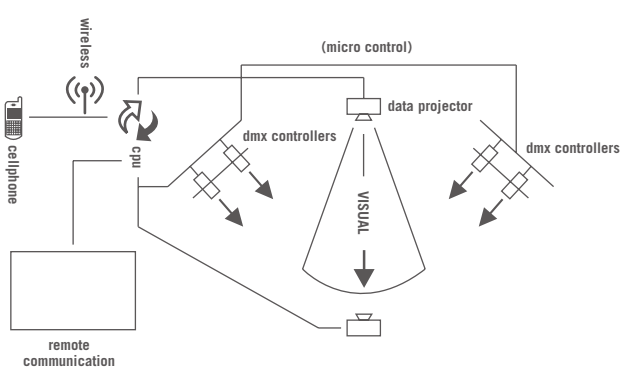 wireless
(micro control)
data projector
dmx controllers
dmx controllers
cellphone
cpu
VISUAL
remote
communication